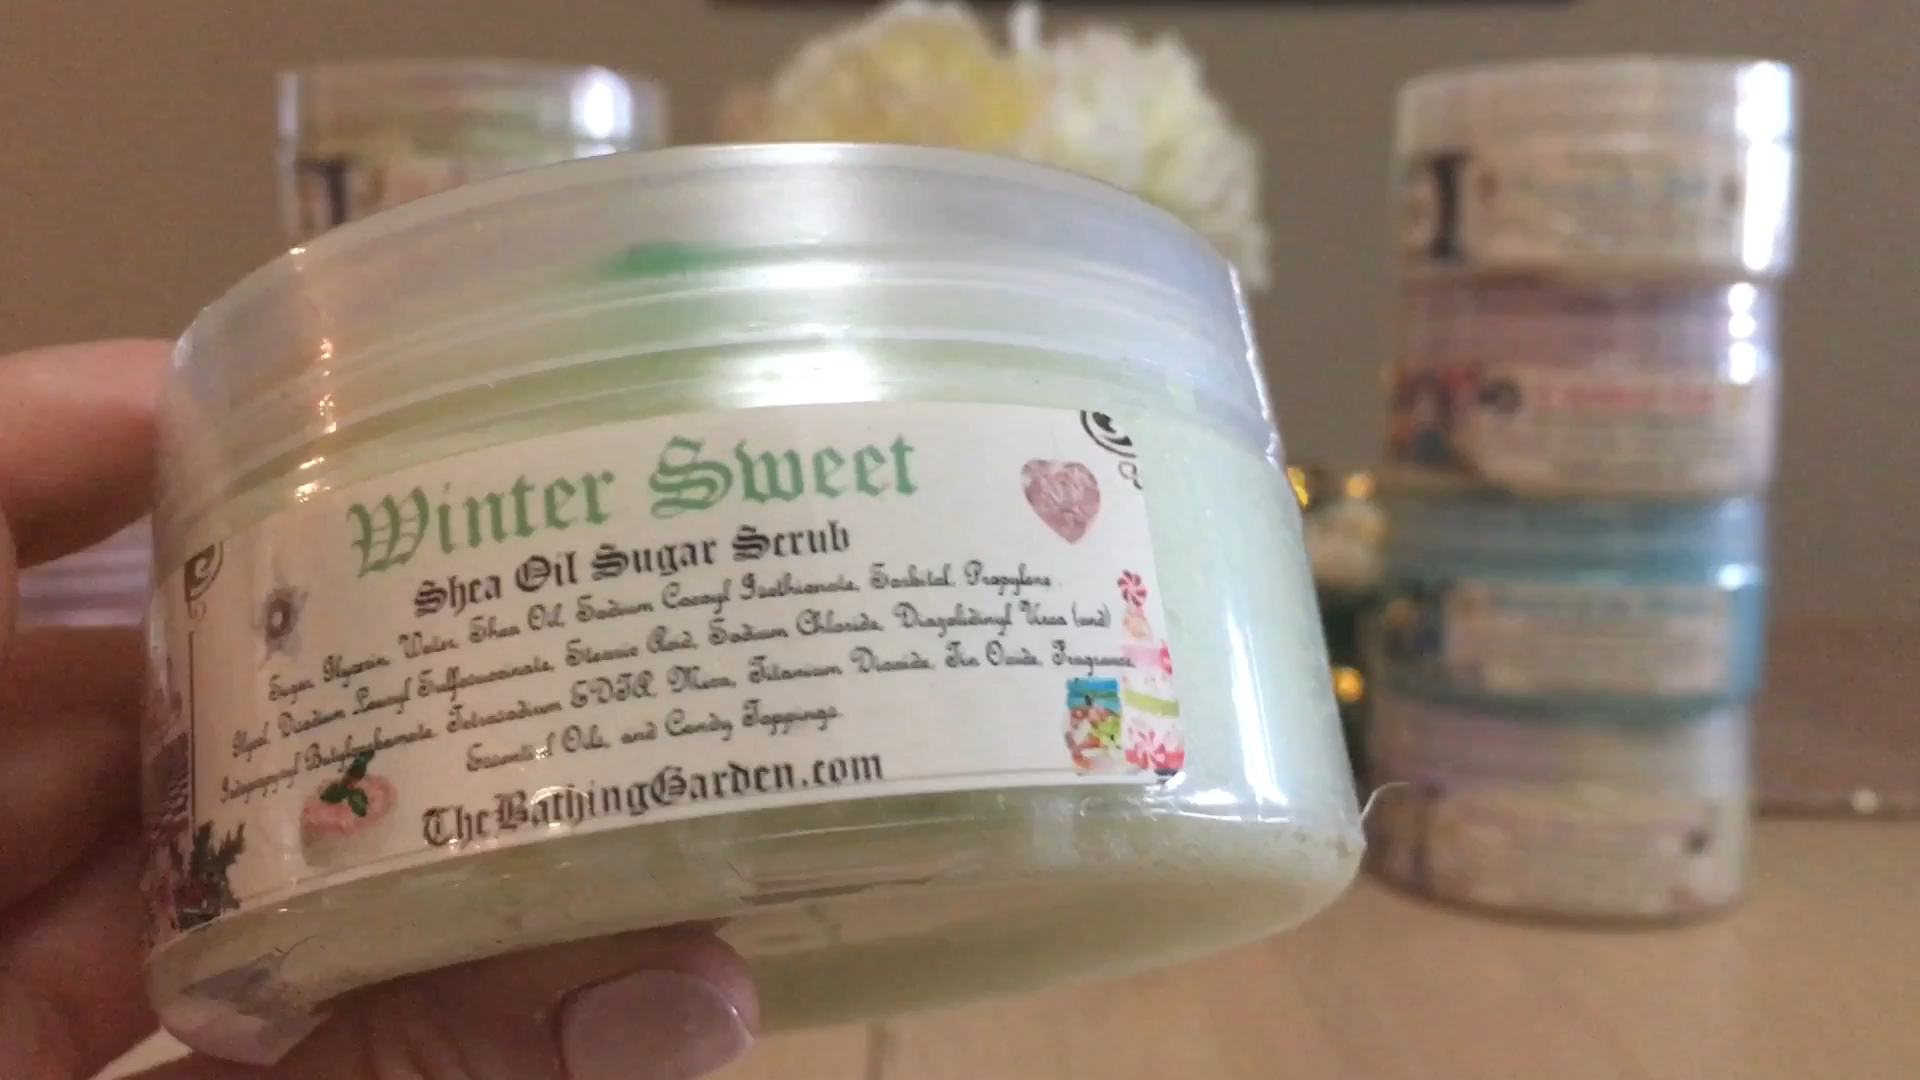 Winter Sweet
Shea Oil Sugar Scrub
Sugar, Glycerin, Water, Shea Oil, Sodium Cocoyl Isethionate, Sorbitol, Propylene
Glycol, Disodium Lauryl Sulfosuccinate, Stearic Acid, Sodium Chloride, Diazolidinyl Urea (and)
Iodopropynyl Butylcarbamate, Tetrasodium EDTA, Mica, Titanium Dioxide, Tin Oxide, Fragrance,
Essential Oils, and Candy Toppings.
TheBathingGarden.com